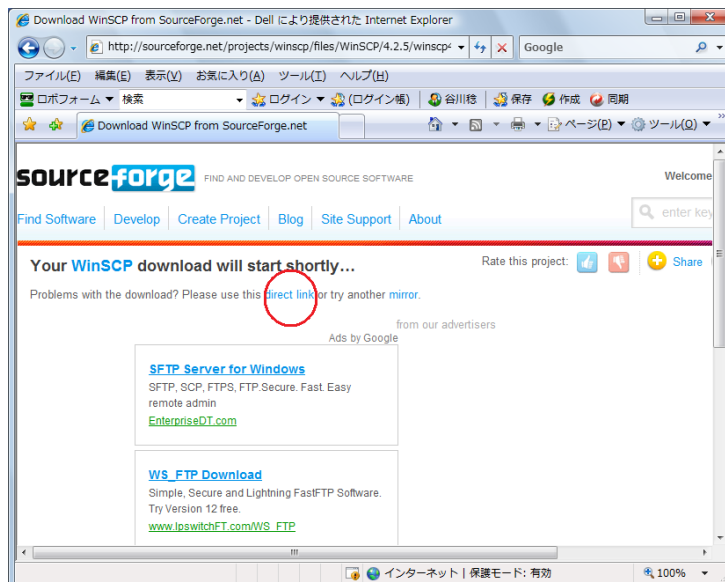 Download WinSCP from SourceForge.net - Dell により提供された Internet Explorer
http://sourceforge.net/projects/winscp/files/WinSCP/4.2.5/winscp4
Google
ファイル(F) 編集(E) 表示(V) お気に入り(A) ツール(T) ヘルプ(H)
ロボフォーム 検索 ログイン (ログイン帳) 谷川稔 保存 作成 同期
Download WinSCP from SourceForge.net ページ(P) ツール(O)
sourceforge FIND AND DEVELOP OPEN SOURCE SOFTWARE
Welcome
Find Software Develop Create Project Blog Site Support About
enter key
Your WinSCP download will start shortly...
Rate this project: Share
Problems with the download? Please use this direct link or try another mirror.
from our advertisers
Ads by Google
SFTP Server for Windows
SFTP, SCP, FTPS, FTP.Secure. Fast. Easy
remote admin
EnterpriseDT.com
WS_FTP Download
Simple, Secure and Lightning FastFTP Software.
Try Version 12 free.
www.IpswitchFT.com/WS_FTP
インターネット | 保護モード: 有効
100%